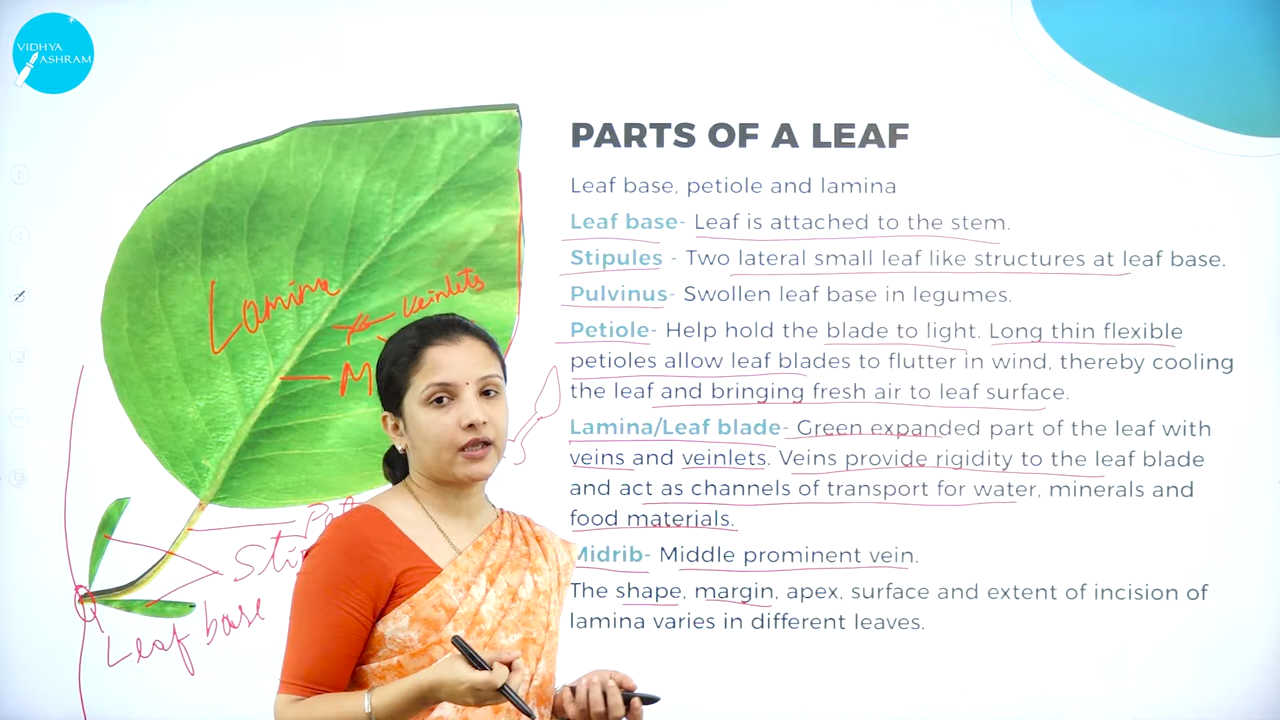 VIDHYA
ASHRAM
PARTS OF A LEAF
Leaf base, petiole and lamina
Leaf base- Leaf is attached to the stem.
Stipules - Two lateral small leaf like structures at leaf base.
Pulvinus- Swollen leaf base in legumes.
Petiole- Help hold the blade to light. Long thin flexible
petioles allow leaf blades to flutter in wind, thereby cooling
the leaf and bringing fresh air to leaf surface.
Lamina/Leaf blade- Green expanded part of the leaf with
veins and veinlets. Veins provide rigidity to the leaf blade
and act as channels of transport for water, minerals and
food materials.
Midrib- Middle prominent vein.
The shape, margin, apex, surface and extent of incision of
lamina varies in different leaves.
Lamina
Veinlets
M
Pet
Sti
Leaf base